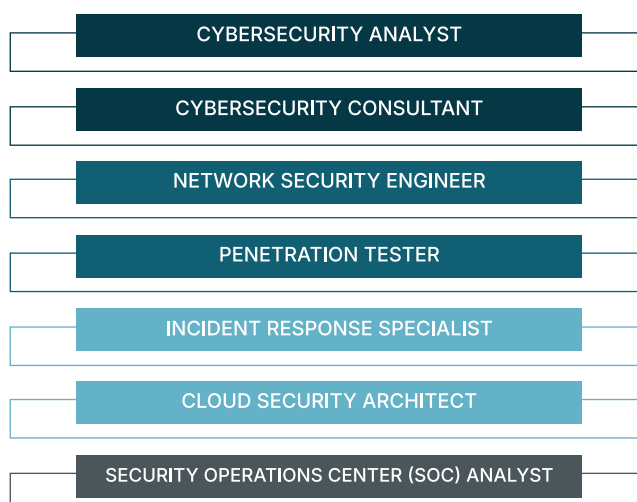 CYBERSECURITY ANALYST
CYBERSECURITY CONSULTANT
NETWORK SECURITY ENGINEER
PENETRATION TESTER
INCIDENT RESPONSE SPECIALIST
CLOUD SECURITY ARCHITECT
SECURITY OPERATIONS CENTER (SOC) ANALYST